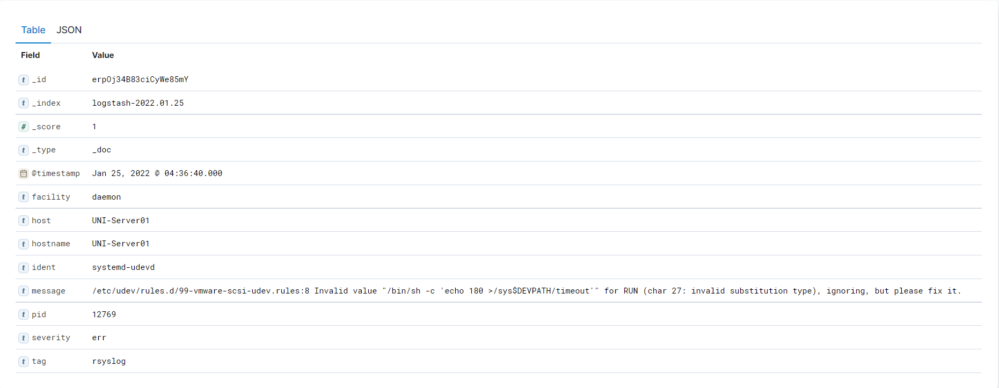 Table JSON
Field Value
t _id erpOj34B83ciCyWe85mY
t _index logstash-2022.01.25
# _score 1
t _type _doc
@timestamp Jan 25, 2022 @ 04:36:40.000
t facility daemon
t host UNI-Server01
t hostname UNI-Server01
t ident systemd-udevd
t message /etc/udev/rules.d/99-vmware-scsi-udev.rules:8 Invalid value "/bin/sh -c 'echo 180 >/sys$DEVPATH/timeout'" for RUN (char 27: invalid substitution type), ignoring, but please fix it.
t pid 12769
t severity err
t tag rsyslog